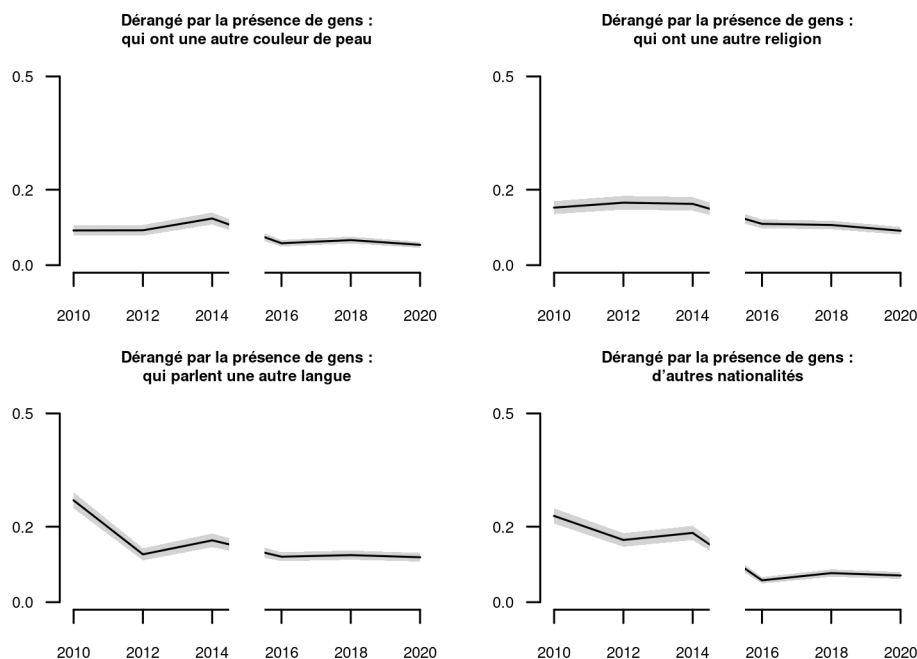 Dérangé par la présence de gens :
qui ont une autre couleur de peau
0.5
0.2
0.0
2010 2012 2014 2016 2018 2020
Dérangé par la présence de gens :
qui ont une autre religion
0.5
0.2
0.0
2010 2012 2014 2016 2018 2020
Dérangé par la présence de gens :
qui parlent une autre langue
0.5
0.2
0.0
2010 2012 2014 2016 2018 2020
Dérangé par la présence de gens :
d’autres nationalités
0.5
0.2
0.0
2010 2012 2014 2016 2018 2020